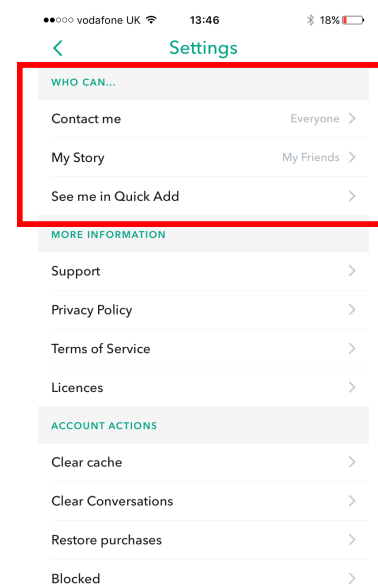 vodafone UK 13:46 18%
Settings
WHO CAN...
Contact me Everyone
My Story My Friends
See me in Quick Add
MORE INFORMATION
Support
Privacy Policy
Terms of Service
Licences
ACCOUNT ACTIONS
Clear cache
Clear Conversations
Restore purchases
Blocked